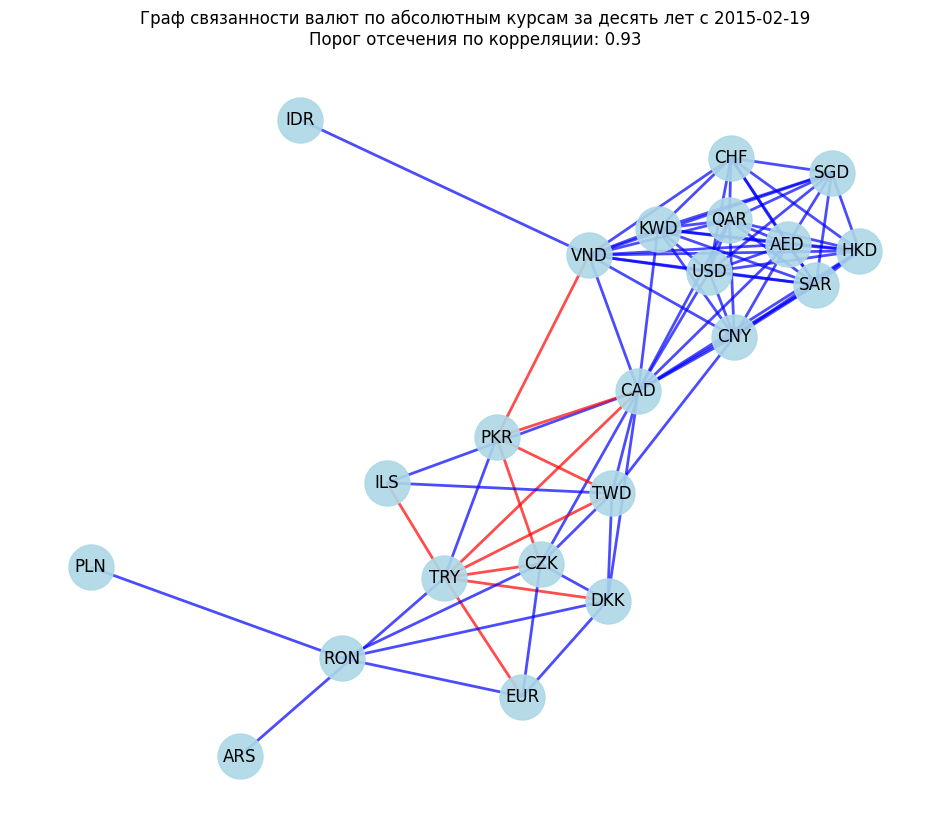 Граф связанности валют по абсолютным курсам за десять лет с 2015-02-19
Порог отсечения по корреляции: 0.93
IDR
CHF
SGD
QAR
KWD
AED
HKD
VND
USD
SAR
CNY
CAD
PKR
ILS
TWD
CZK
PLN
TRY
DKK
RON
EUR
ARS